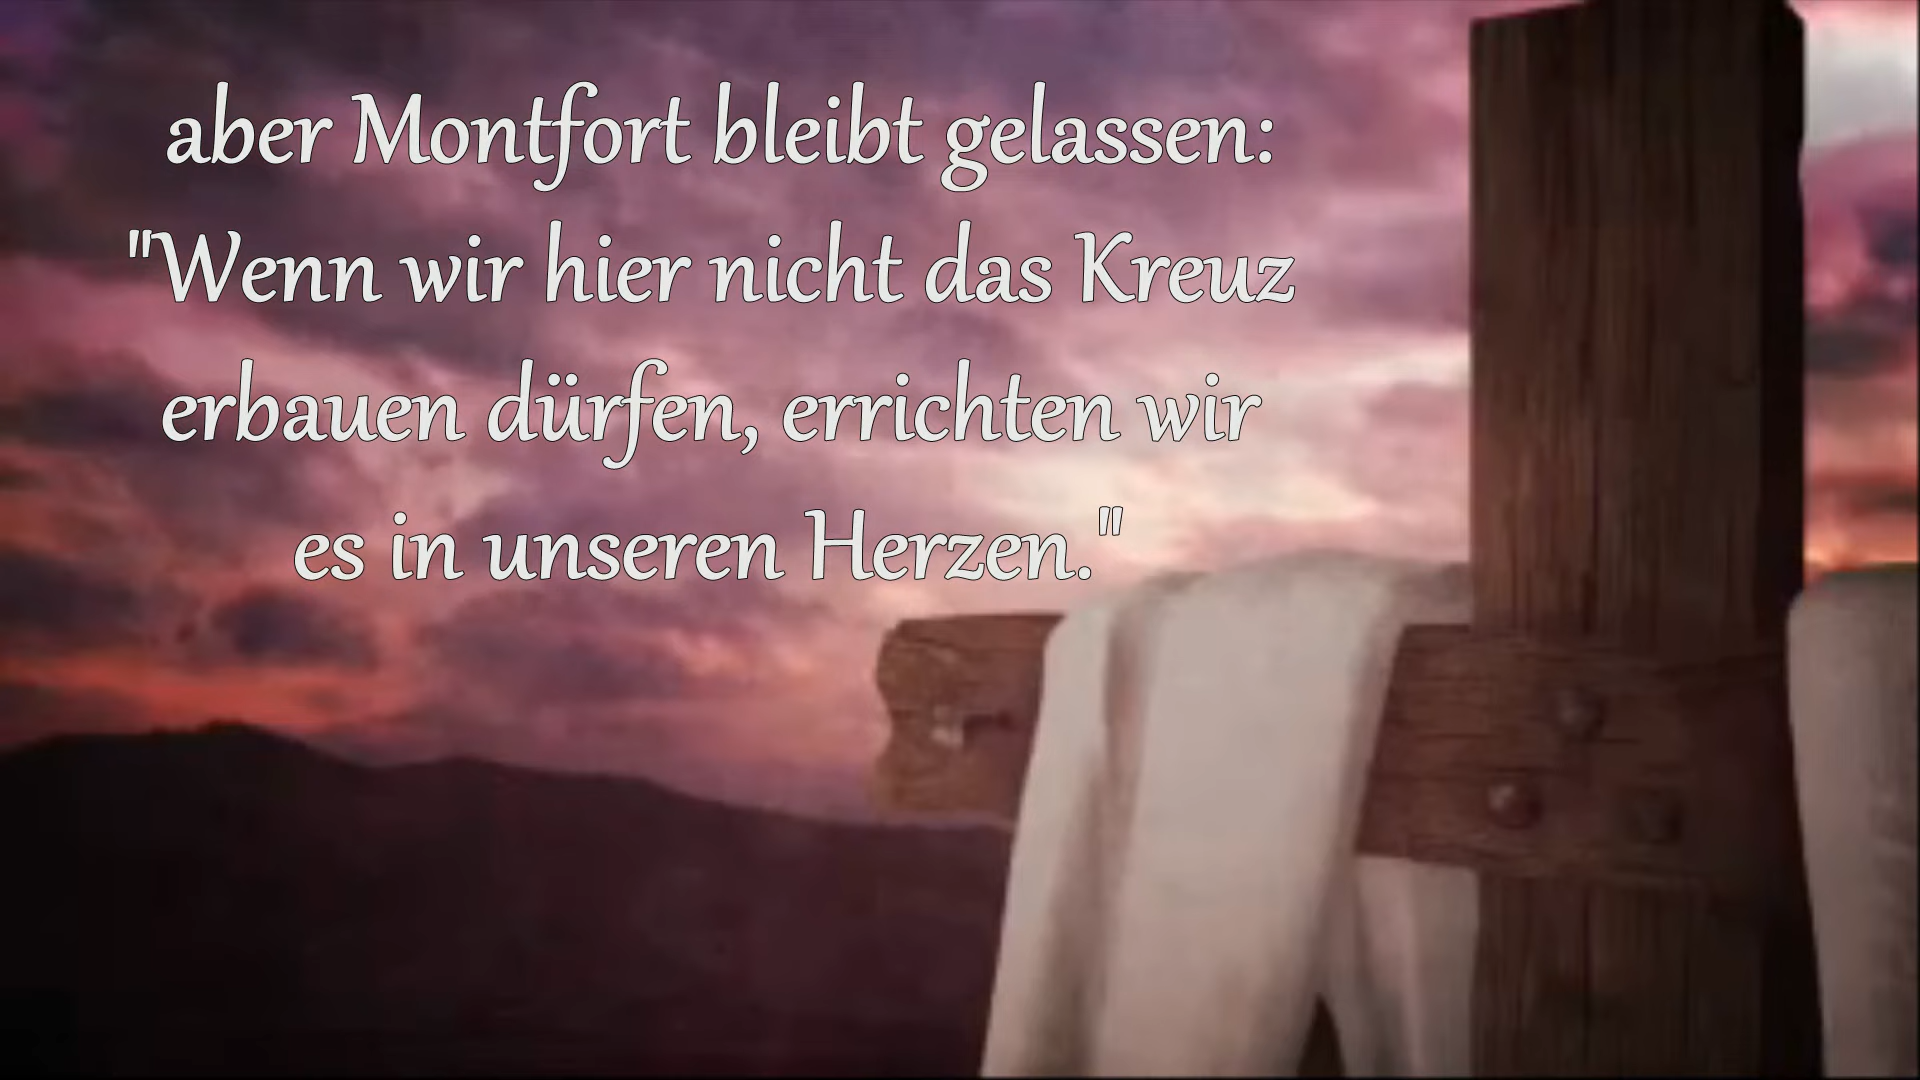 aber Montfort bleibt gelassen:
"Wenn wir hier nicht das Kreuz
erbauen dürfen, errichten wir
es in unseren Herzen."